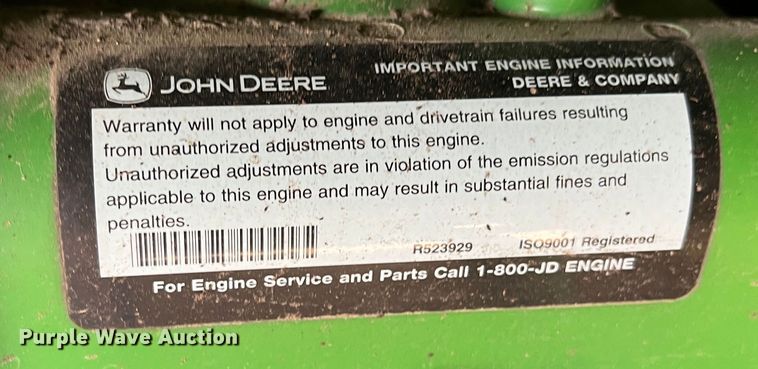 JOHN DEERE
IMPORTANT ENGINE INFORMATION
DEERE & COMPANY
Warranty will not apply to engine and drivetrain failures resulting
from unauthorized adjustments to this engine.
Unauthorized adjustments are in violation of the emission regulations
applicable to this engine and may result in substantial fines and
penalties.
R523929 ISO9001 Registered
For Engine Service and Parts Call 1-800-JD ENGINE
Purple Wave Auction